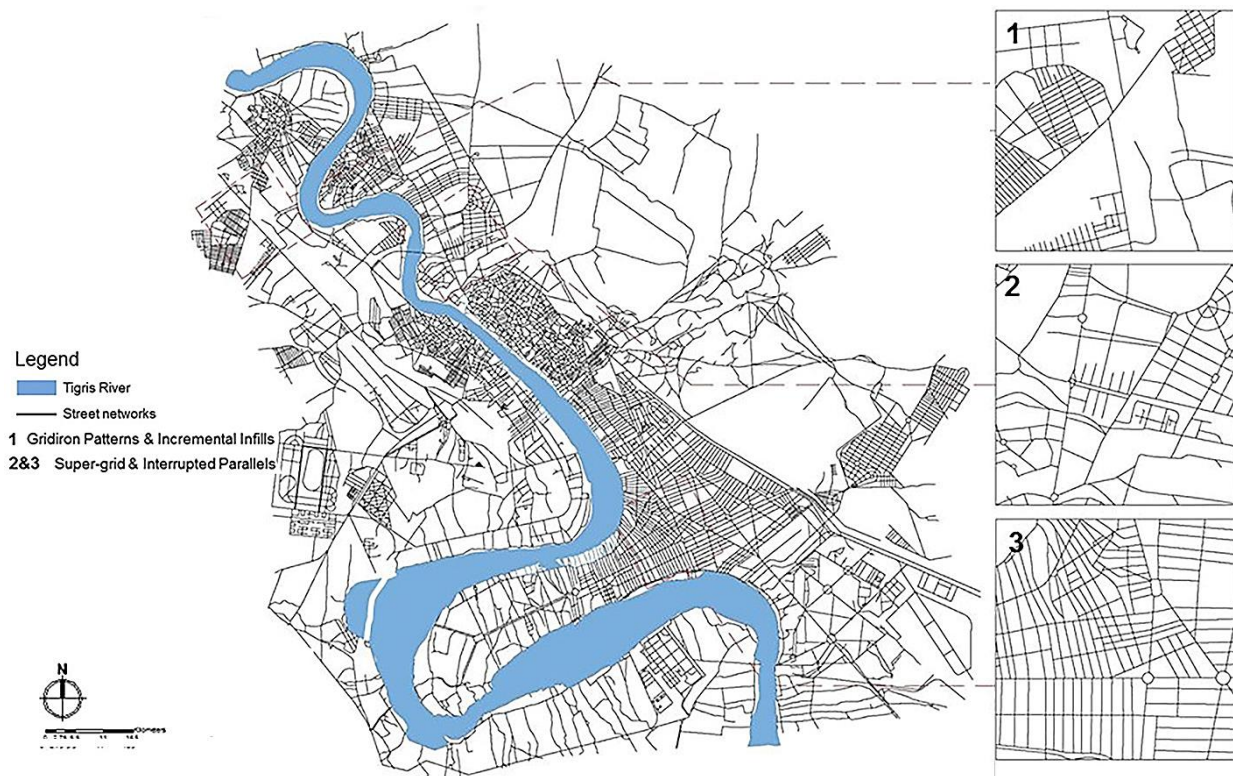 1
2
3
Legend
Tigris River
Street networks
1 Gridiron Patterns & Incremental Infills
2&3 Super-grid & Interrupted Parallels
N